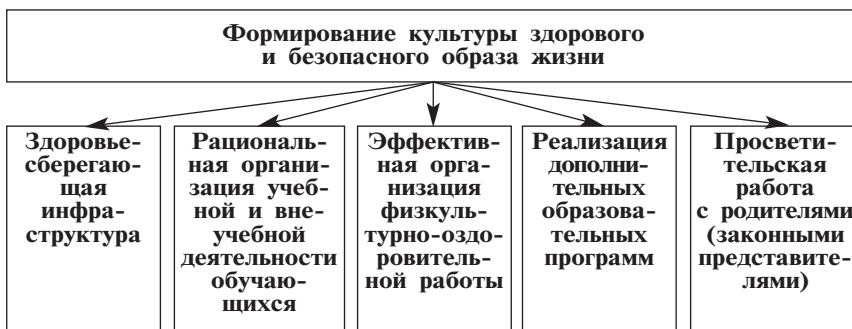 Формирование культуры здорового
и безопасного образа жизни
Здоровье-
сберегаю-
щая
инфра-
структура
Рациональ-
ная органи-
зация учеб-
ной и вне-
учебной
деятельности
обучаю-
щихся
Эффектив-
ная орга-
низация
физкуль-
турно-оздо-
ровитель-
ной работы
Реализация
дополни-
тельных
образова-
тельных
программ
Просвети-
тельская
работа
с родителями
(законными
представите-
лями)